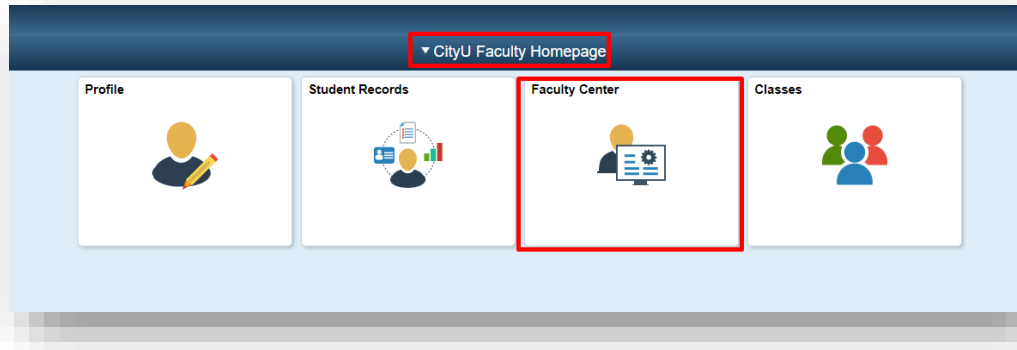 CityU Faculty Homepage
Profile
Student Records
Faculty Center
Classes